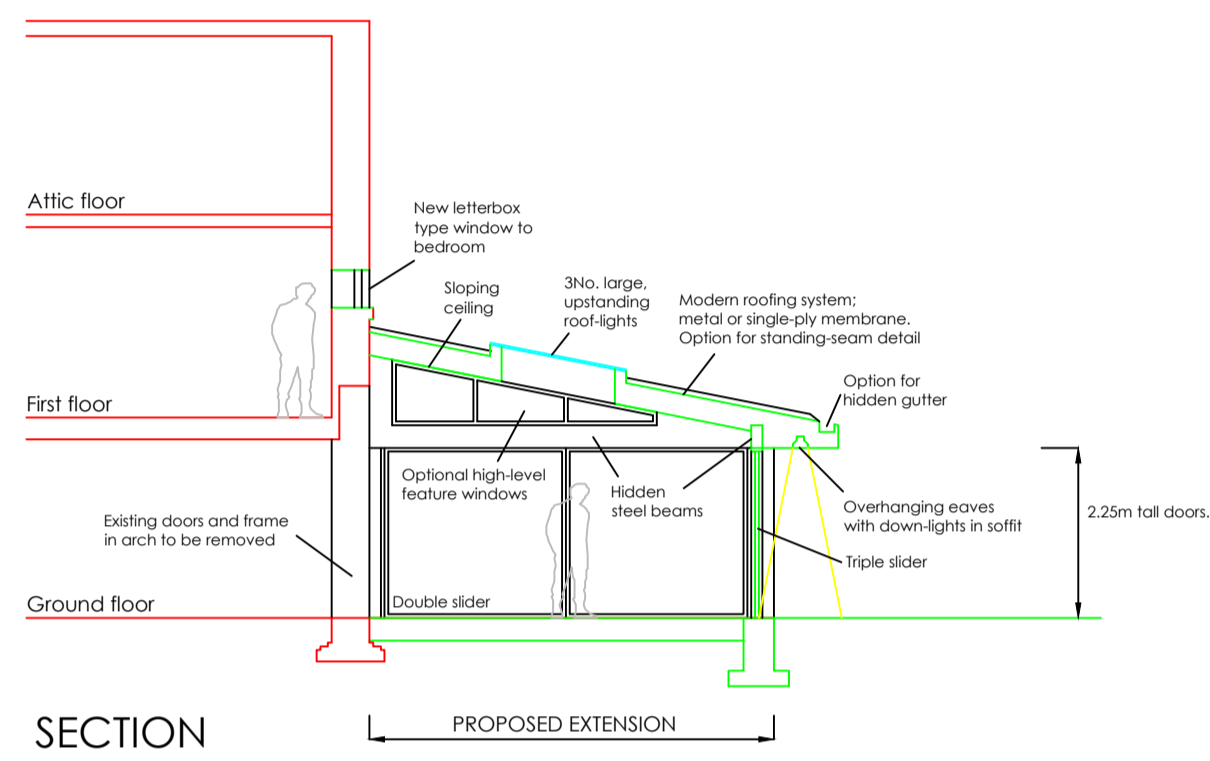 Attic floor
New letterbox
type window to
bedroom
Sloping
ceiling
3No. large,
upstanding
roof-lights
Modern roofing system;
metal or single-ply membrane.
Option for standing-seam detail
Option for
hidden gutter
First floor
Optional high-level
feature windows
Hidden
steel beams
Overhanging eaves
with down-lights in soffit
2.25m tall doors.
Existing doors and frame
in arch to be removed
Triple slider
Ground floor
Double slider
SECTION
PROPOSED EXTENSION